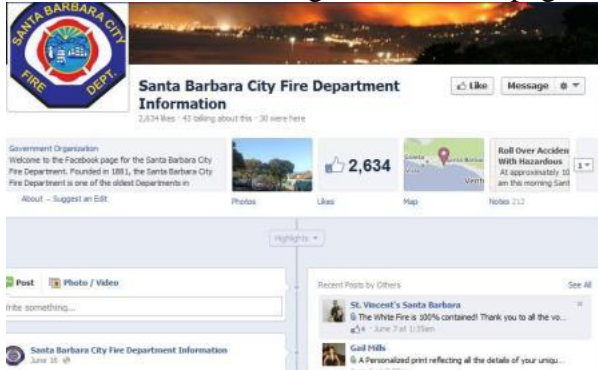 SANTA BARBARA CITY
FIRE DEPT.
Santa Barbara City Fire Department
Information
2,634 likes · 43 talking about this · 30 were here
Like
Message
Government Organization
Welcome to the Facebook page for the Santa Barbara City
Fire Department. Founded in 1881, the Santa Barbara City
Fire Department is one of the oldest Departments in
About – Suggest an Edit
Photos
2,634
Likes
Map
Roll Over Acciden
With Hazardous
At approximately 10
am this morning Sant
Notes 212
1
Highlights
Post
Photo / Video
Write something...
Santa Barbara City Fire Department Information
June 16
Recent Posts by Others
See All
St. Vincent's Santa Barbara
The White Fire is 100% contained! Thank you to all the vo...
4 · June 7 at 1:35am
Gail Mills
A Personalized print reflecting all the details of your uniqu...